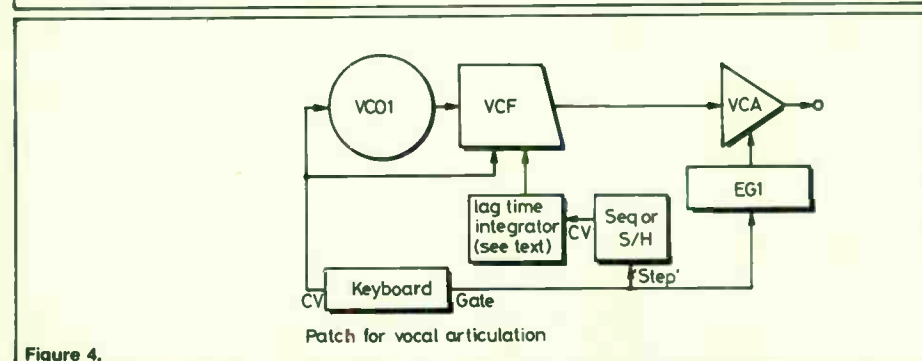 VCO1
VCF
VCA
EG1
lag time
integrator
(see text)
CV
Seq or
S/H
'Step'
CV
Keyboard
Gate
Patch for vocal articulation
Figure 4.